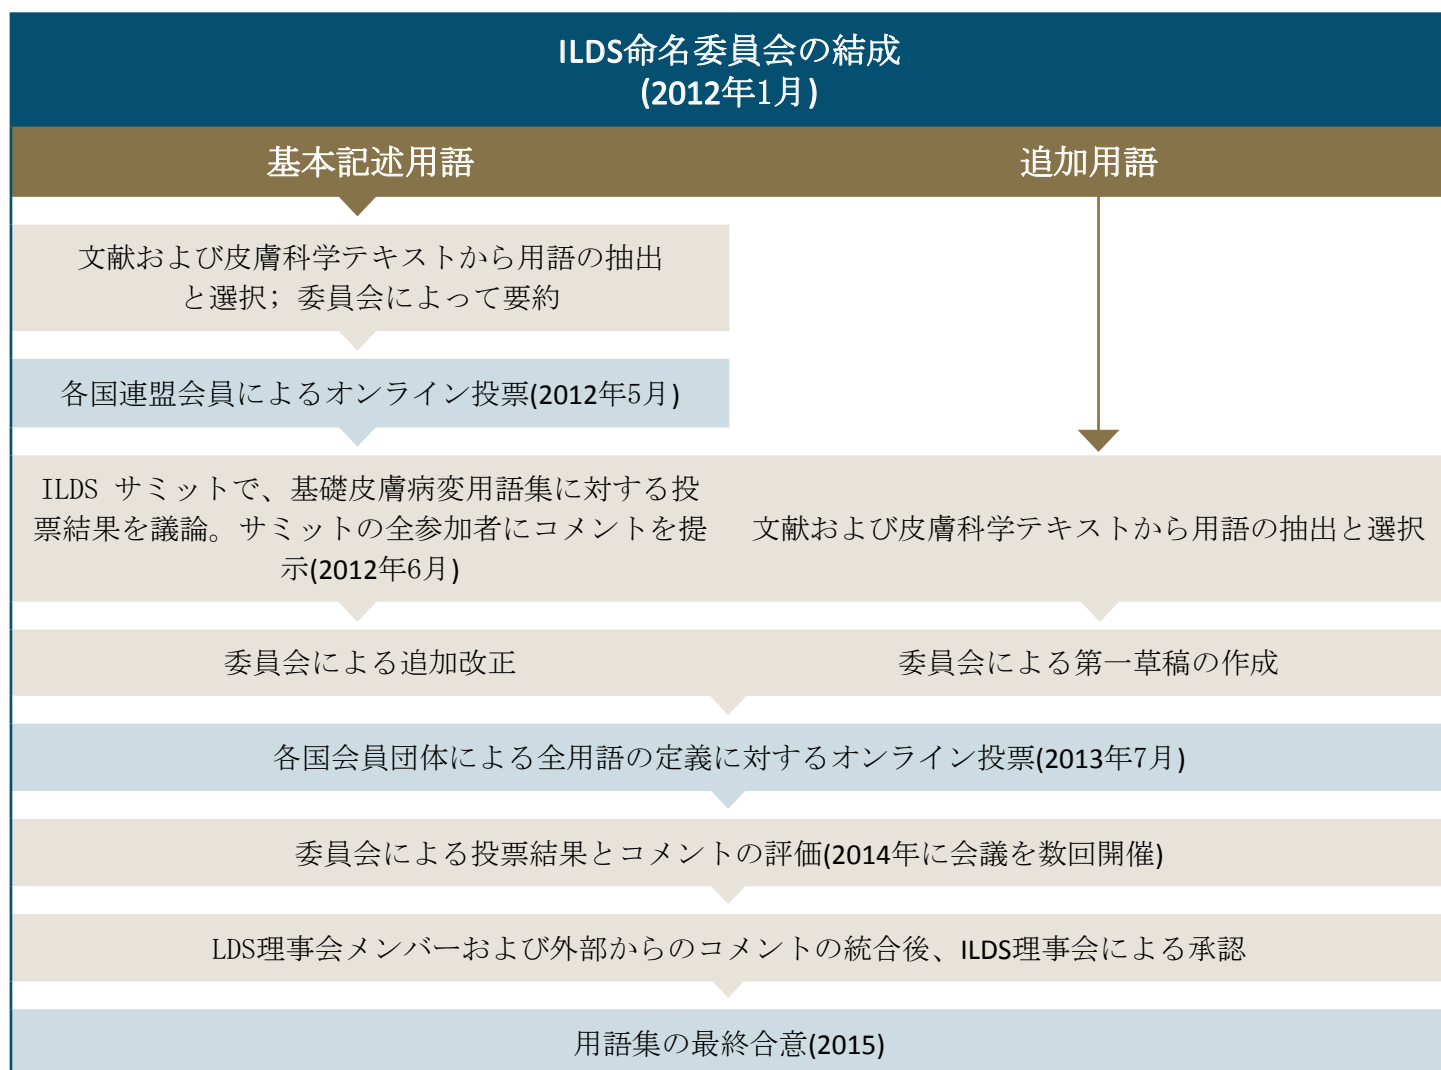 ILDS命名委員会の結成
(2012年1月)
基本記述用語
追加用語
文献および皮膚科学テキストから用語の抽出
と選択; 委員会によって要約
各国連盟会員によるオンライン投票(2012年5月)
ILDS サミットで、基礎皮膚病変用語集に対する投
票結果を議論。サミットの全参加者にコメントを提
示(2012年6月)
文献および皮膚科学テキストから用語の抽出と選択
委員会による追加改正
委員会による第一草稿の作成
各国会員団体による全用語の定義に対するオンライン投票(2013年7月)
委員会による投票結果とコメントの評価(2014年に会議を数回開催)
LDS理事会メンバーおよび外部からのコメントの統合後、ILDS理事会による承認
用語集の最終合意(2015)